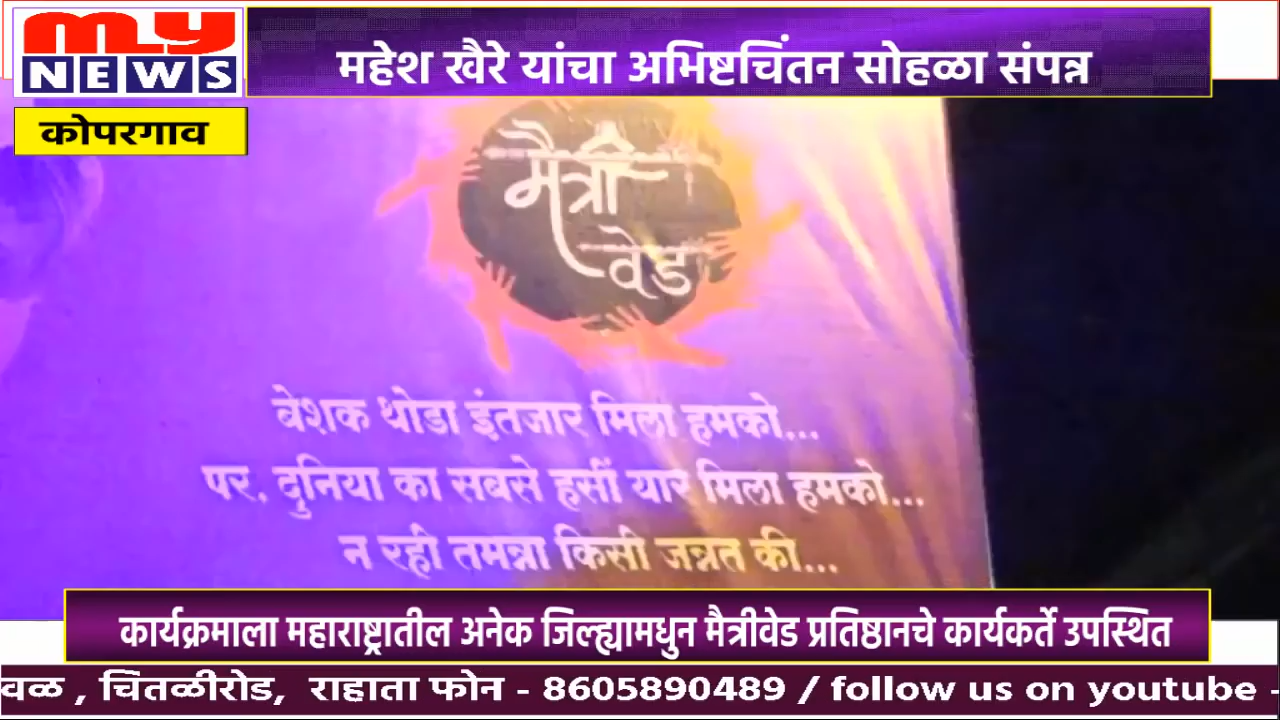 my
NEWS
महेश खैरे यांचा अभिष्टचिंतन सोहळा संपन्न
कोपरगाव
मैत्री
वेड
बेशक थोडा इंतजार मिला हमको...
पर, दुनिया का सबसे हसीं यार मिला हमको...
न रही तमन्ना किसी जन्नत की...
कार्यक्रमाला महाराष्ट्रातील अनेक जिल्ह्यामधुन मैत्रीवेड प्रतिष्ठानचे कार्यकर्ते उपस्थित
वळ , चितळीरोड, राहाता फोन - 8605890489 / follow us on youtube -